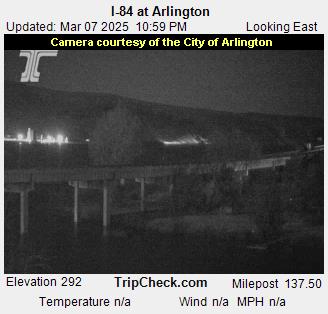 I-84 at Arlington
Updated: Mar 07 2025 10:59 PM Looking East
Camera courtesy of the City of Arlington
Elevation 292 TripCheck.com Milepost 137.50
Temperature n/a Wind n/a MPH n/a